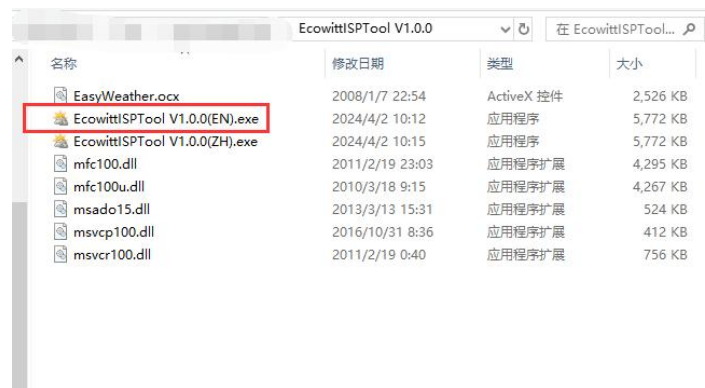 EcowittISPTool V1.0.0 在 EcowittISPTool...
名称 修改日期 类型 大小
EasyWeather.ocx 2008/1/7 22:54 ActiveX 控件 2,526 KB
EcowittISPTool V1.0.0(EN).exe 2024/4/2 10:12 应用程序 5,772 KB
EcowittISPTool V1.0.0(ZH).exe 2024/4/2 10:15 应用程序 5,772 KB
mfc100.dll 2011/2/19 23:03 应用程序扩展 4,295 KB
mfc100u.dll 2010/3/18 9:15 应用程序扩展 4,267 KB
msado15.dll 2013/3/13 15:31 应用程序扩展 524 KB
msvcp100.dll 2016/10/31 8:36 应用程序扩展 412 KB
msvcr100.dll 2011/2/19 0:40 应用程序扩展 756 KB